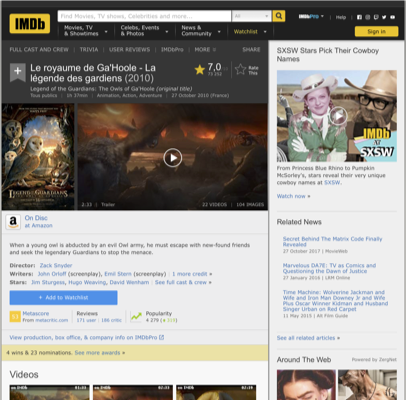 IMDb
Find Movies, TV shows, Celebrities and more...
All
IMDbPro
Help
Movies, TV & Showtimes
Celebs, Events & Photos
News & Community
Watchlist
Sign in
FULL CAST AND CREW | TRIVIA | USER REVIEWS | IMDbPro | MORE
SHARE
Le royaume de Ga'Hoole - La légende des gardiens (2010)
7,0
Rate This
Legend of the Guardians: The Owls of Ga'Hoole (original title)
Tous publics | 1h 37min | Animation, Action, Adventure | 27 October 2010 (France)
LEGEND OF THE GUARDIANS
2:33 | Trailer
22 VIDEOS | 104 IMAGES
On Disc
at Amazon
When a young owl is abducted by an evil Owl army, he must escape with new-found friends
and seek the legendary Guardians to stop the menace.
Director: Zack Snyder
Writers: John Orloff (screenplay), Emil Stern (screenplay) | 1 more credit »
Stars: Jim Sturgess, Hugo Weaving, David Wenham | See full cast & crew »
+ Add to Watchlist
Metascore
From metacritic.com
Reviews
171 user | 186 critic
Popularity
4 279
View production, box office, & company info on IMDbPro
4 wins & 23 nominations. See more awards »
Videos
SXSW Stars Pick Their Cowboy
Names
IMDb
at
SXSW
From Princess Blue Rhino to Pumpkin
McSorley's, stars reveal their very unique
cowboy names at SXSW.
Watch now »
Related News
Secret Behind The Matrix Code Finally
Revealed
27 October 2017 | MovieWeb
Marvelous DA7E: TV as Comics and
Questioning the Dawn of Justice
27 January 2016 | LRM Online
Time Machine: Wolverine Jackman and
Wife and Iron Man Downey Jr and Wife
Plus Oscar Winner Kidman and Husband
Singer Urban on Red Carpet
11 May 2015 | Alt Film Guide
See all related articles »
Around The Web
Powered by ZergNet